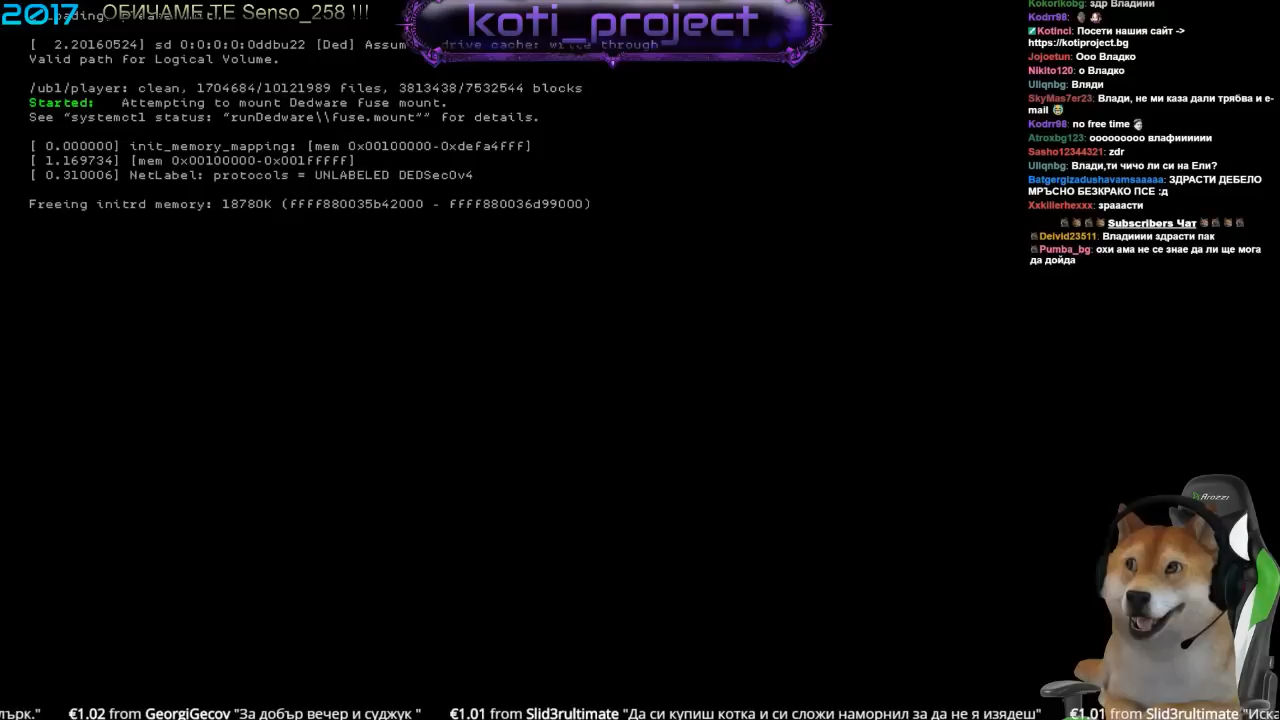 2017
ОБИЧАМЕ ТЕ Senso_258 !!!
koti_project
[ 2.20160524] sd 0:0:0:0:0ddbu22 [Ded] Assum drive cache: write through
Valid path for Logical Volume.
/ubl/player: clean, 1704684/10121989 files, 3813438/7532544 blocks
Started: Attempting to mount Dedware fuse mount.
See “systemctl status: “runDedware\\fuse.mount”” for details.
[ 0.000000] init_memory_mapping: [mem 0x00100000-0xdefa4fff]
[ 1.169734] [mem 0x00100000-0x001fffff]
[ 0.310006] NetLabel: protocols = UNLABELED DEDSecOv4
Freeing initrd memory: 18780K (ffff880035b42000 - ffff880036d99000)
Kokorikobg: здр Владиии
Kodrr98:
Kotinci: Посети нашия сайт ->
https://kotiproject.bg
Jojoetun: Ооо Владко
Nikito120: о Владко
Uliqnbg: Вляди
SkyMas7er23: Влади, не ми каза дали трябва и e-
mail
Kodrr98: no free time
Atroxbg123: ооооооооо влафиииииии
Sasho12344321: zdr
Uliqnbg: Влади,ти чичо ли си на Ели?
Batgergizadushavamsaaaaa: ЗДРАСТИ ДЕБЕЛО
МРЪСНО БЕЗКРАКО ПСЕ :д
Xxkillerhexxx: зрааасти
Subscribers Чат
Deivid23511: Владииии здрасти пак
Pumba_bg: охи ама не се знае да ли ще мога
да дойда
Arozzi
лърк." €1.02 from GeorgiGecov "За добър вечер и суджук " €1.01 from Slid3rultimate "Да си купиш котка и си сложи наморнил за да не я изядеш" €1.01 from Slid3rultimate